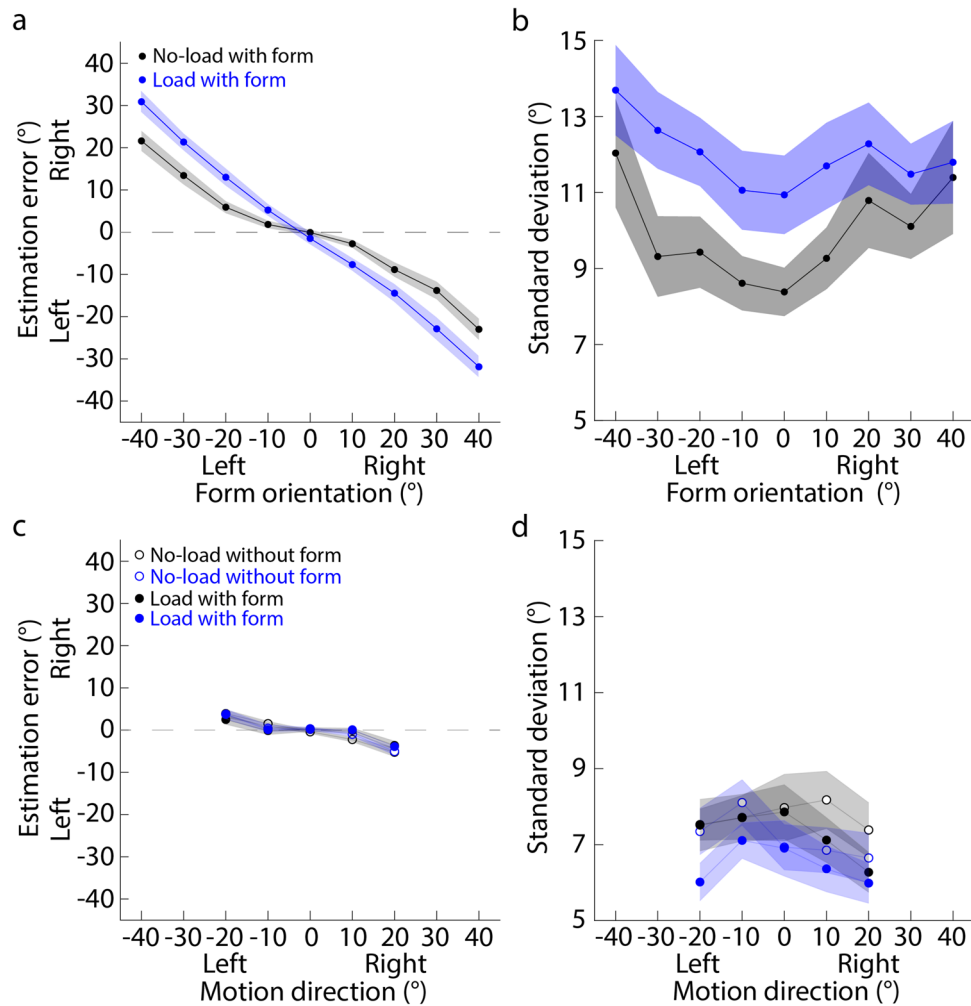 a
No-load with form
Load with form
Estimation error (°)
Left Right
40
30
20
10
0
-10
-20
-30
-40
-40 -30 -20 -10 0 10 20 30 40
Left Right
Form orientation (°)
b
Standard deviation (°)
15
13
11
9
7
5
-40 -30 -20 -10 0 10 20 30 40
Left Right
Form orientation (°)
c
No-load without form
No-load without form
Load with form
Load with form
Estimation error (°)
Left Right
40
30
20
10
0
-10
-20
-30
-40
-40 -30 -20 -10 0 10 20 30 40
Left Right
Motion direction (°)
d
Standard deviation (°)
15
13
11
9
7
5
-40 -30 -20 -10 0 10 20 30 40
Left Right
Motion direction (°)